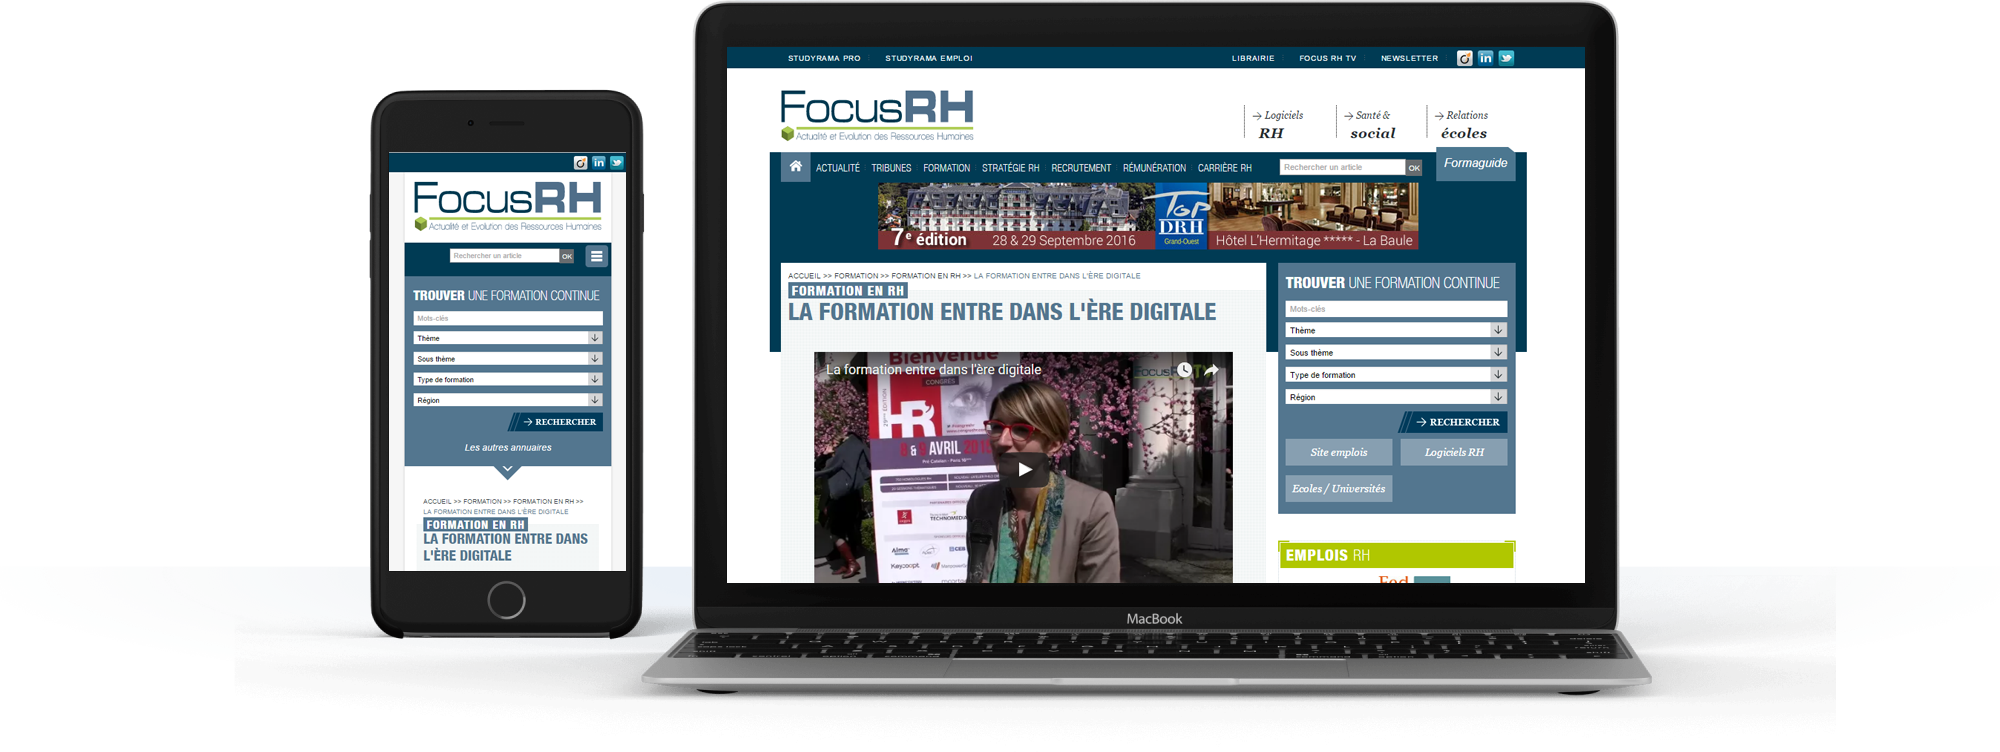 FocusRH
Actualité et Evolution des Ressources Humaines
Rechercher un article OK
TROUVER UNE FORMATION CONTINUE
Mots-clés
Thème
Sous thème
Type de formation
Région
RECHERCHER
Les autres annuaires
ACCUEIL >> FORMATION >> FORMATION EN RH >>
LA FORMATION ENTRE DANS L'ÈRE DIGITALE
FORMATION EN RH
LA FORMATION ENTRE DANS
L'ÈRE DIGITALE
STUDYRAMA PRO STUDYRAMA EMPLOI LIBRAIRIE FOCUS RH TV NEWSLETTER
FocusRH
Actualité et Evolution des Ressources Humaines
Logiciels
RH
Santé &
social
Relations
écoles
ACTUALITÉ TRIBUNES FORMATION STRATÉGIE RH RECRUTEMENT RÉMUNÉRATION CARRIÈRE RH Rechercher un article OK Formaguide
TOP
DRH
Grand-Ouest
7e édition 28 & 29 Septembre 2016 Hôtel L'Hermitage ***** - La Baule
ACCUEIL >> FORMATION >> FORMATION EN RH >> LA FORMATION ENTRE DANS L'ÈRE DIGITALE
FORMATION EN RH
LA FORMATION ENTRE DANS L'ÈRE DIGITALE
Bienvenue
La formation entre dans l'ère digitale
CONGRÈS
HR
AVRIL
TECHNOMEDIA
TROUVER UNE FORMATION CONTINUE
Mots-clés
Thème
Sous thème
Type de formation
Région
RECHERCHER
Site emplois Logiciels RH
Ecoles / Universités
EMPLOIS RH
MacBook